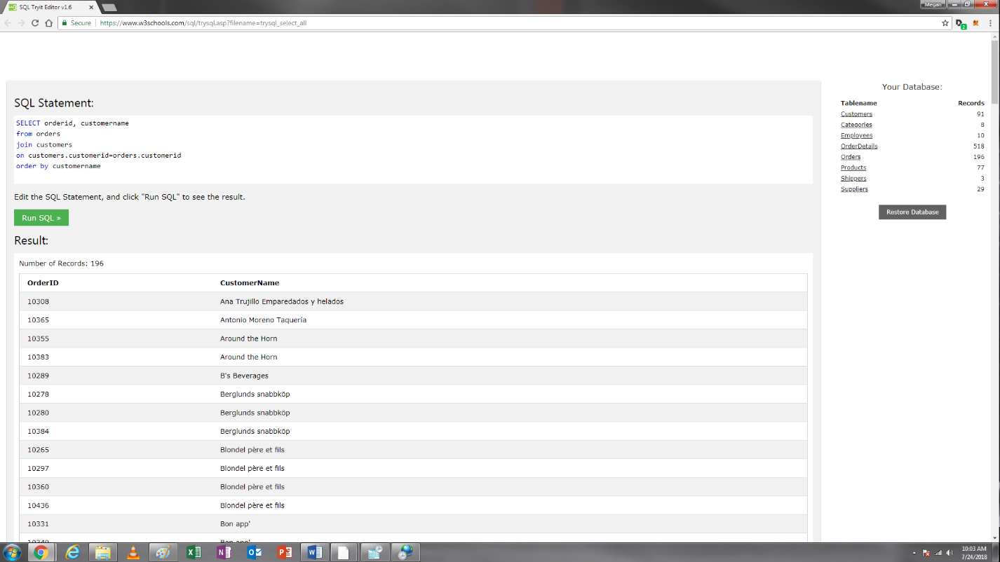 SQL Tryit Editor v1.6
Megan
Secure
https://www.w3schools.com/sql/trysql.asp?filename=trysql_select_all
2
SQL Statement:
SELECT orderid, customername
from orders
join customers
on customers.customerid=orders.customerid
order by customername
Edit the SQL Statement, and click "Run SQL" to see the result.
Run SQL »
Result:
Number of Records: 196
OrderID CustomerName
10308 Ana Trujillo Emparedados y helados
10365 Antonio Moreno Taquería
10355 Around the Horn
10383 Around the Horn
10289 B's Beverages
10278 Berglunds snabbköp
10280 Berglunds snabbköp
10384 Berglunds snabbköp
10265 Blondel père et fils
10297 Blondel père et fils
10360 Blondel père et fils
10436 Blondel père et fils
10331 Bon app'
10340 Bon app'
Your Database:
Tablename Records
Customers 91
Categories 8
Employees 10
OrderDetails 518
Orders 196
Products 77
Shippers 3
Suppliers 29
Restore Database
10:03 AM
7/24/2018